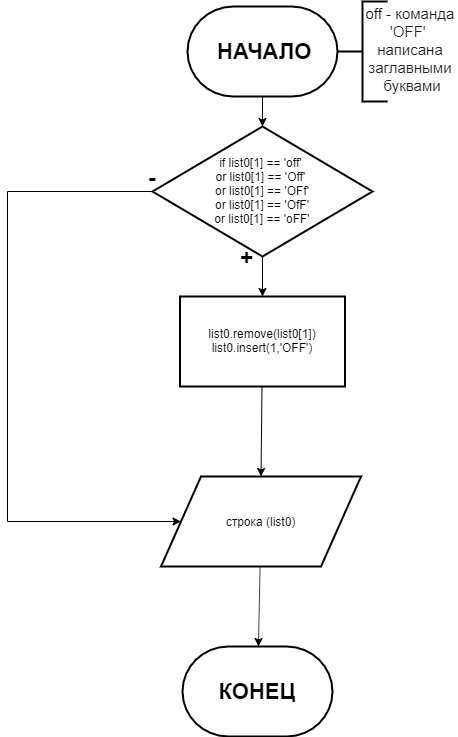 НАЧАЛО
off - команда
'OFF'
написана
заглавными
буквами
-
if list0[1] == 'off'
or list0[1] == 'Off'
or list0[1] == 'OFf'
or list0[1] == 'OfF'
or list0[1] == 'oFF'
+
list0.remove(list0[1])
list0.insert(1,'OFF')
строка (list0)
КОНЕЦ